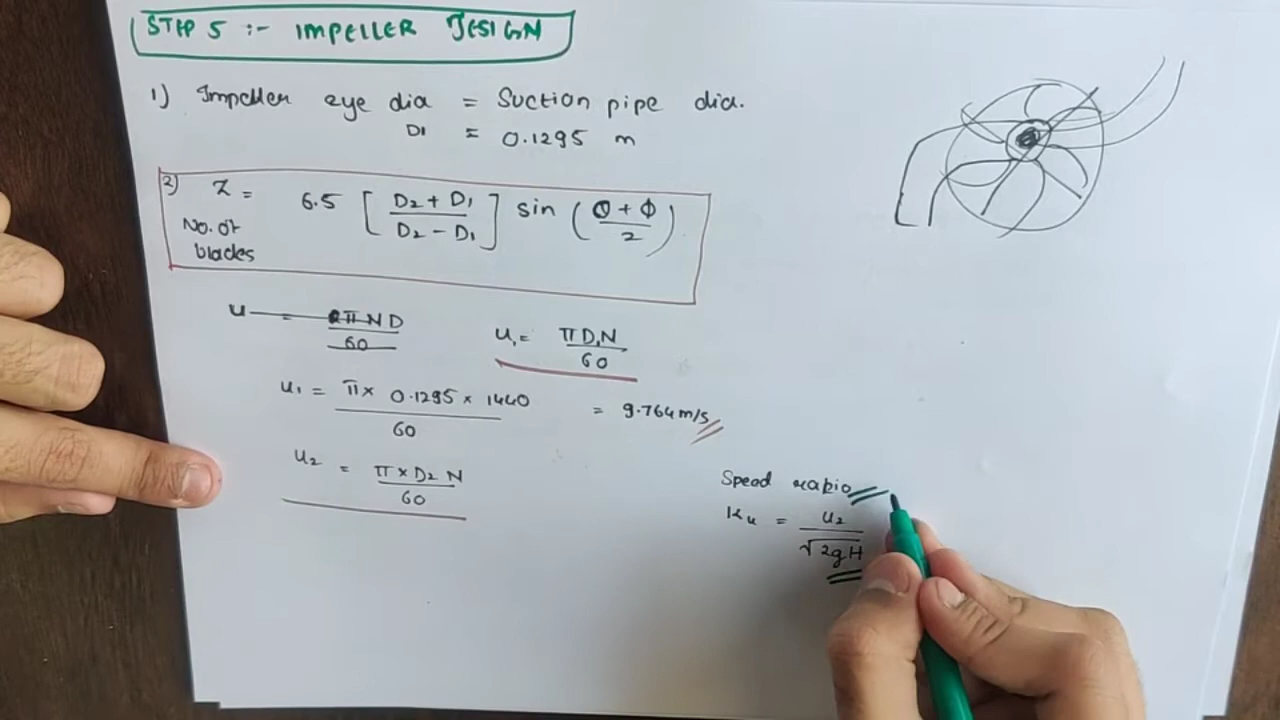 STEP 5 :- IMPELLER DESIGN
1) Impeller eye dia = Suction pipe dia.
D1 = 0.1295 m
2) Z = 6.5 [ D2 + D1 / D2 - D1 ] sin ( θ + Φ / 2 )
No. of
blades
u = 2πND / 60
u1 = πD1N / 60
u1 = π × 0.1295 × 1440 / 60 = 9.764 m/s
u2 = π × D2 N / 60
Speed ratio
Ku = u2 / √2gH